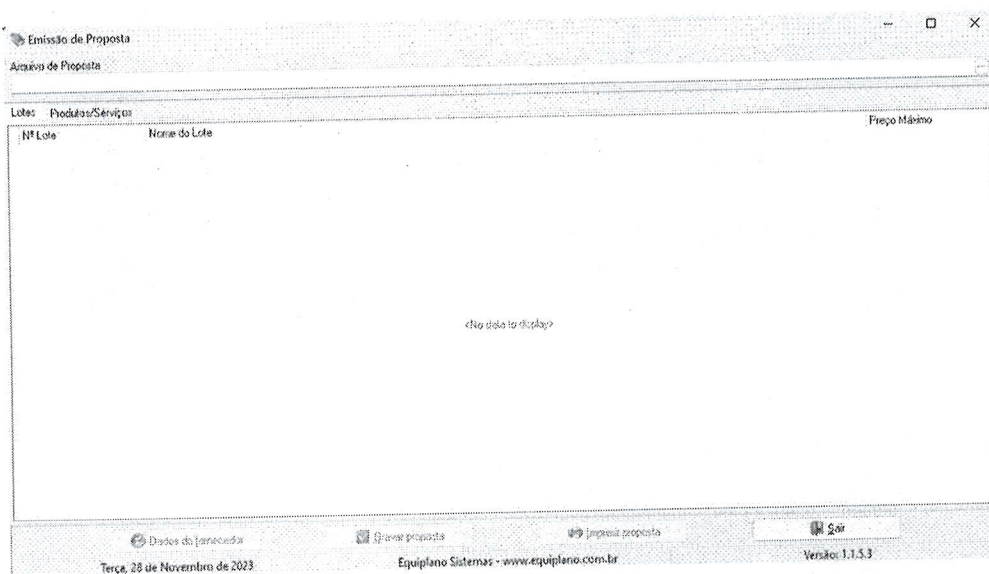 Emissão de Proposta
Arquivo de Proposta
Lotes Produtos/Serviços
Nº Lote Nome do Lote Preço Máximo
<No data to display>
Dados do fornecedor Gravar proposta Imprimir proposta Sair
Terça, 28 de Novembro de 2023 Equiplano Sistemas - www.equiplano.com.br Versão: 1.1.5.3